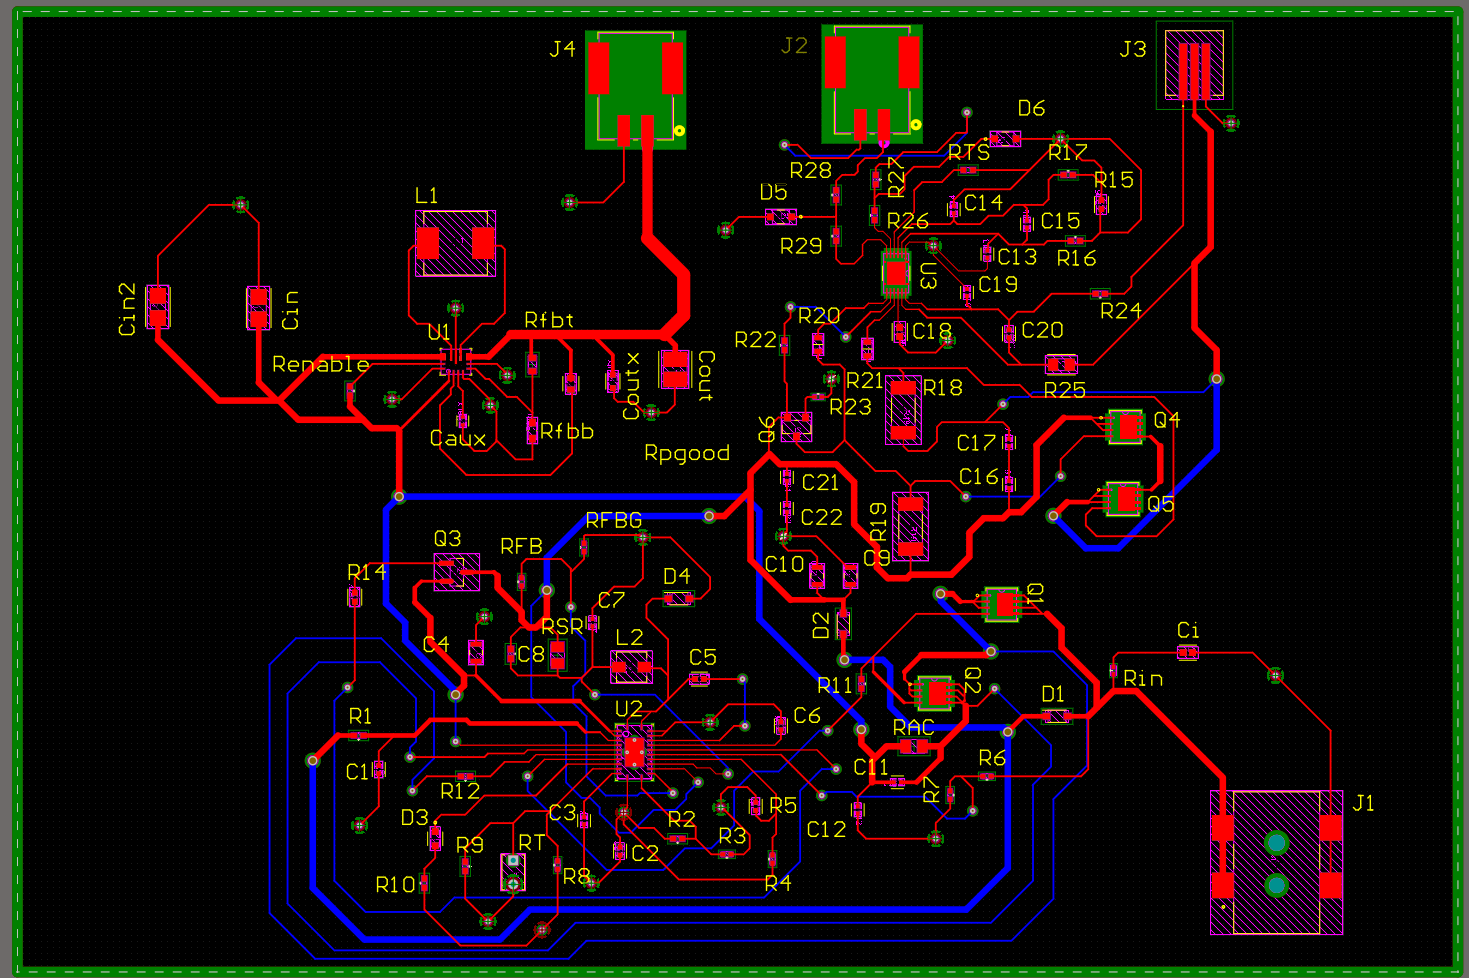 J4
J2
J3
D6
R28
R27
RTS
R17
D5
R15
L1
C14
R26
C15
R29
C13
R16
U3
Cin2
Cin
C19
R24
R20
Rfbt
U1
C18
C20
R22
Renable
Coutx
Cout
R21
R18
R25
R23
Caux
Rfbb
Q6
Q4
C17
Rpgood
C16
C21
Q5
C22
R19
RFBG
Q3
RFB
C10
C9
R14
D4
Q1
C7
RSR
D2
C4
C8
L2
Ci
C5
R11
Q2
Rin
R1
U2
C6
D1
RAC
C1
C11
R6
R12
R7
D3
C3
R5
J1
R2
C12
R9
RT
R3
C2
R10
R8
R4